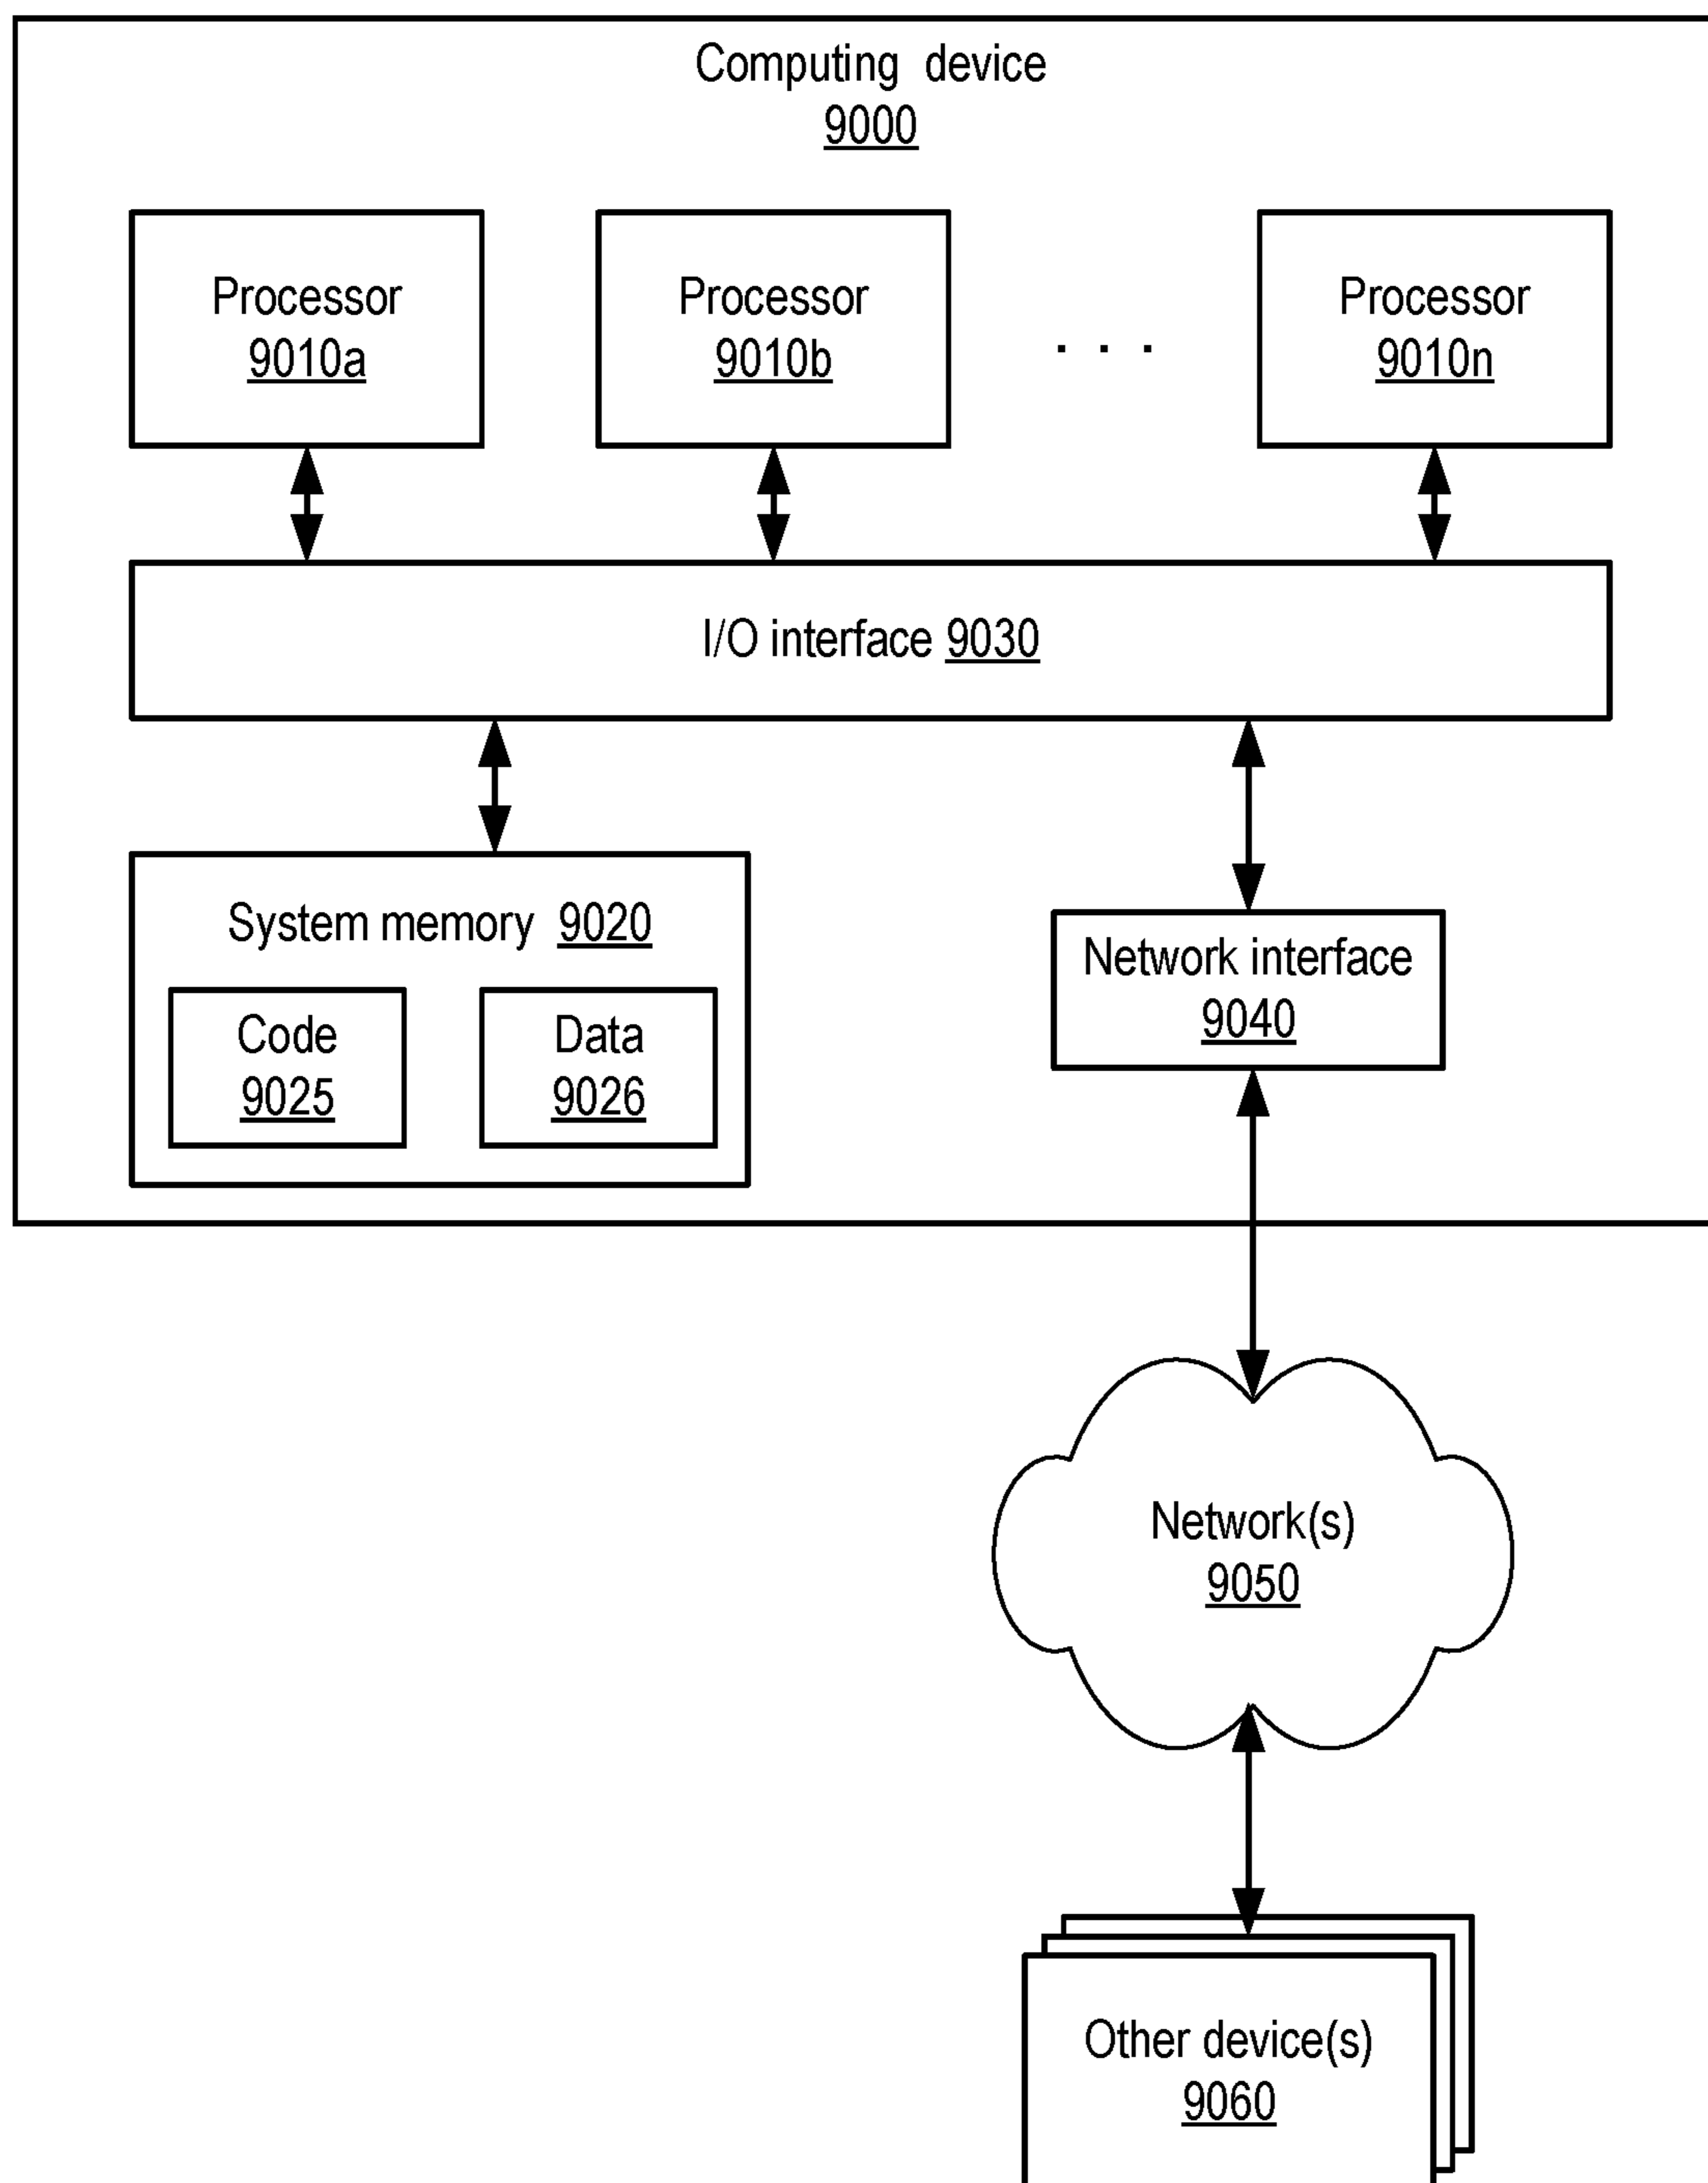 Computing device
9000
Processor
9010a
Processor
9010b
. . .
Processor
9010n
I/O interface 9030
System memory 9020
Code
9025
Data
9026
Network interface
9040
Network(s)
9050
Other device(s)
9060